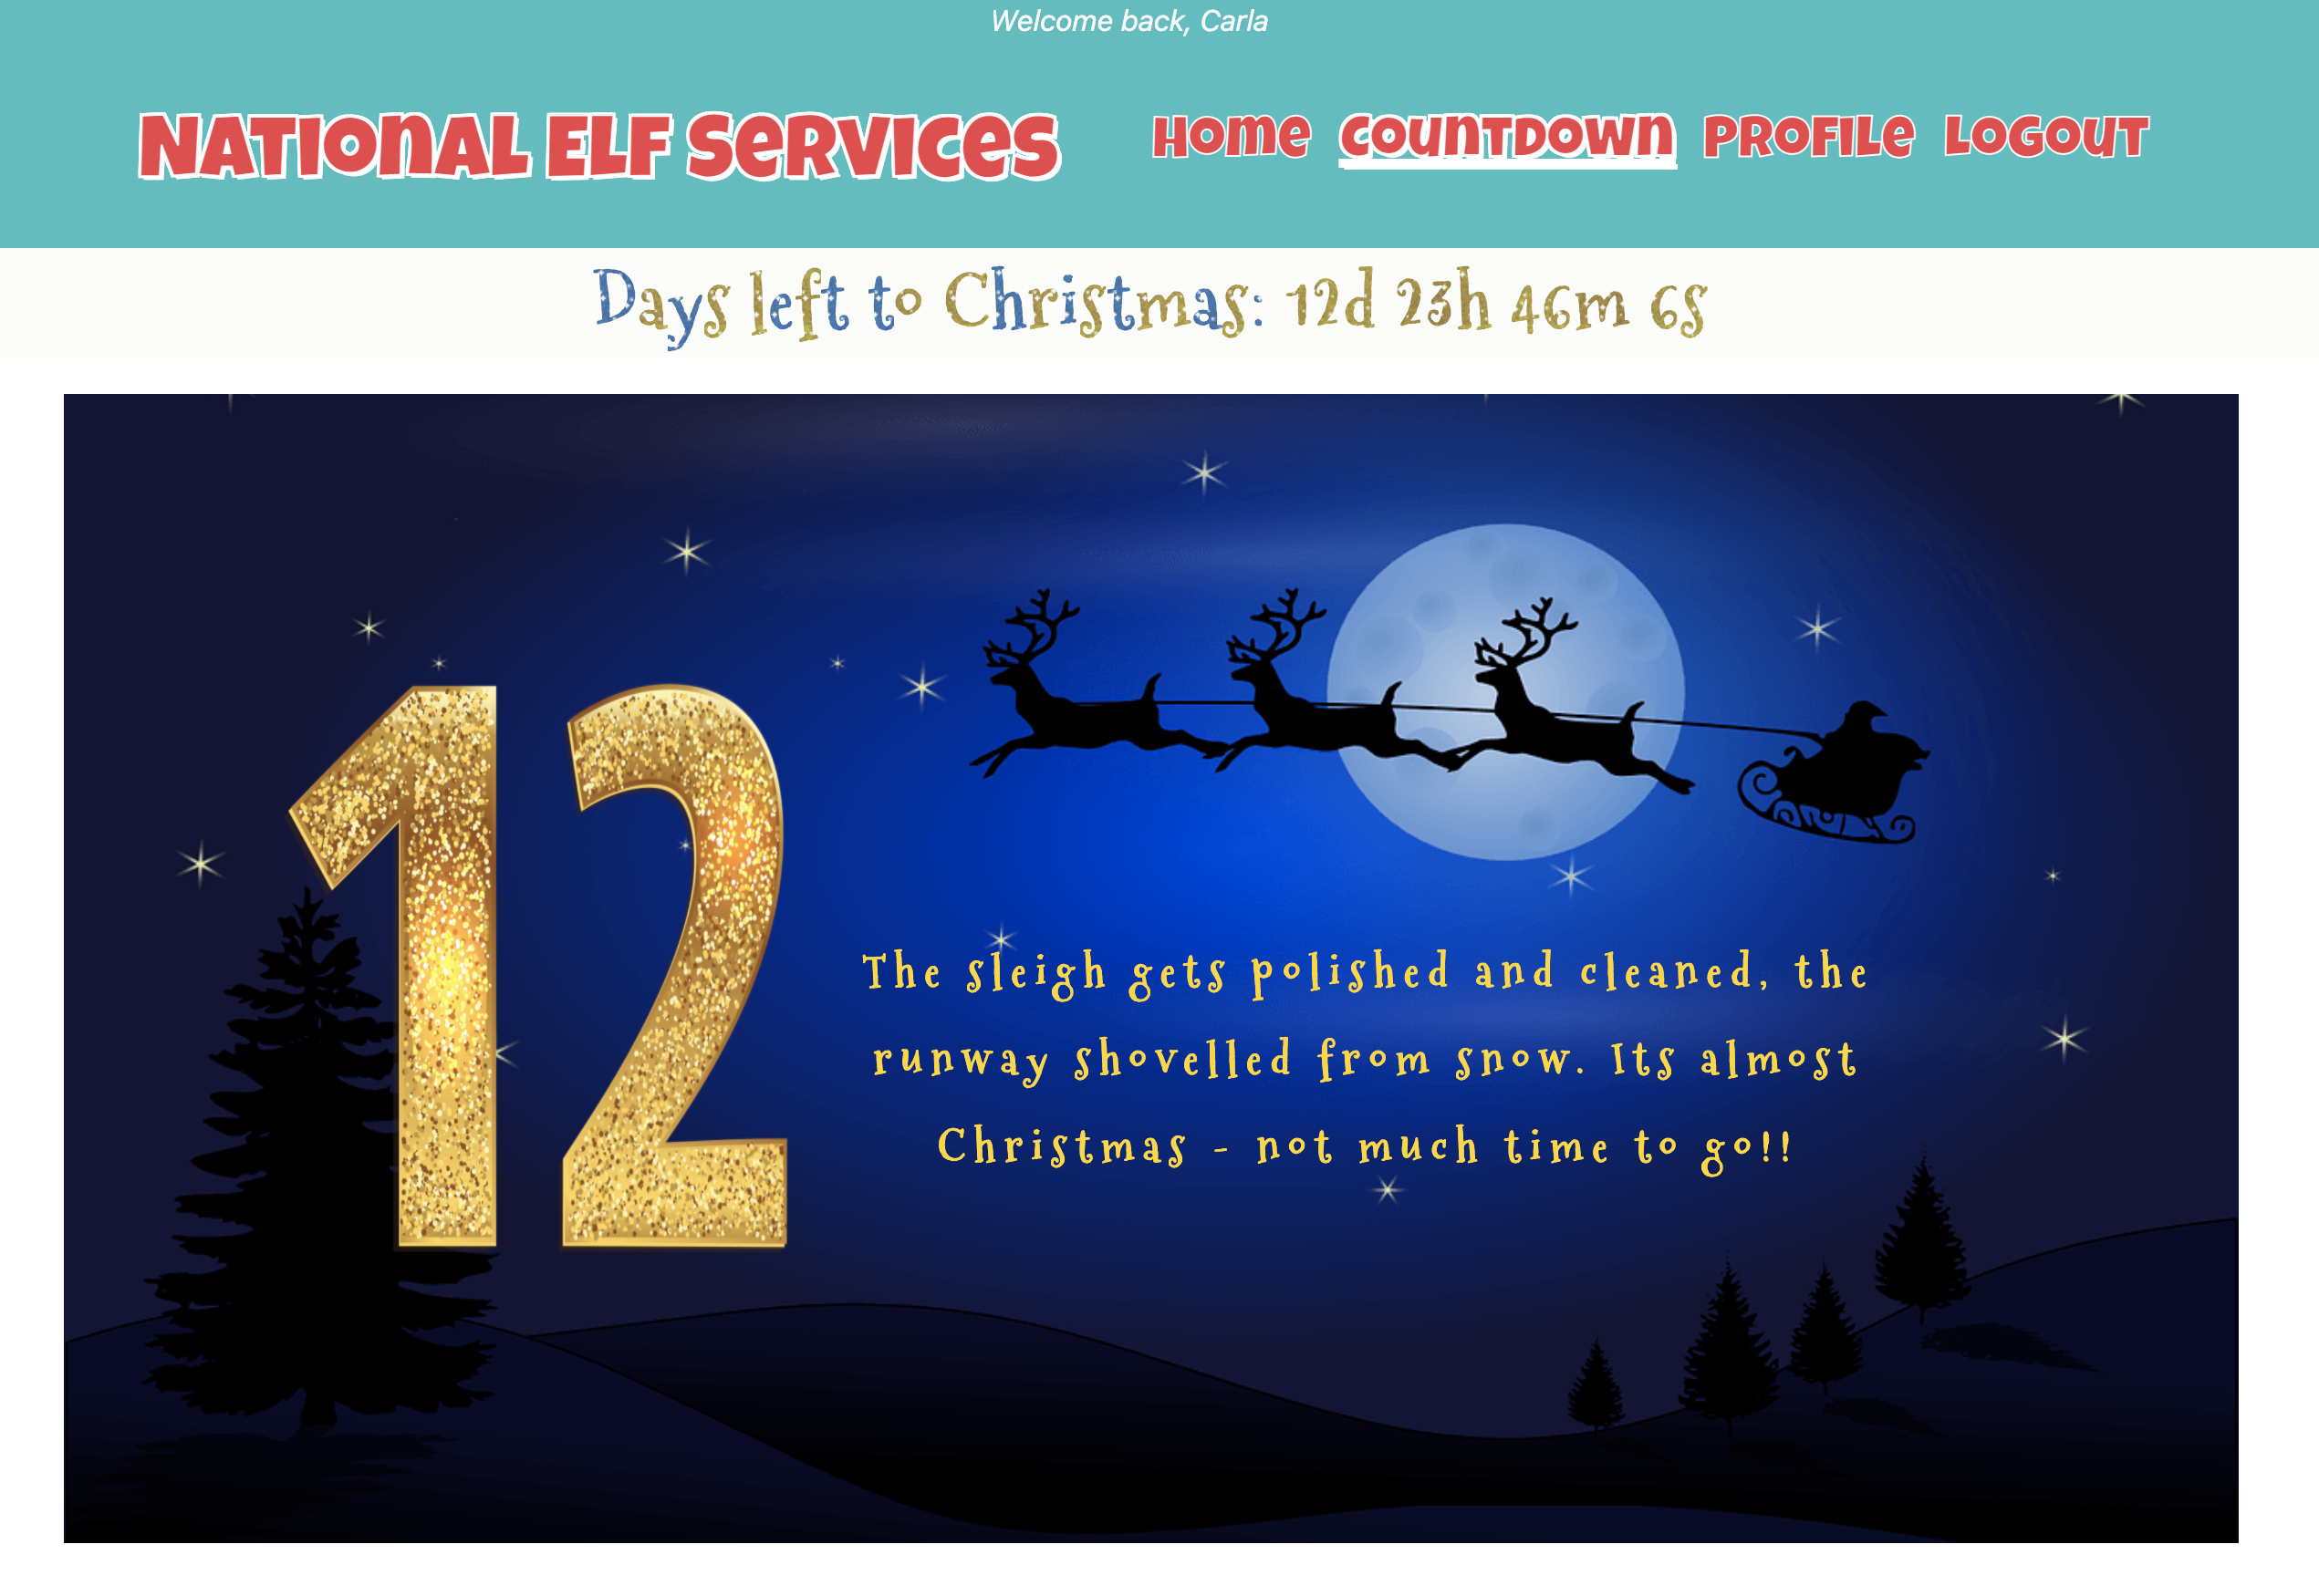 Welcome back, Carla
National Elf Services
Home Countdown Profile Logout
Days left to Christmas: 12d 23h 46m 6s
12
The sleigh gets polished and cleaned, the
runway shovelled from snow. Its almost
Christmas - not much time to go!!